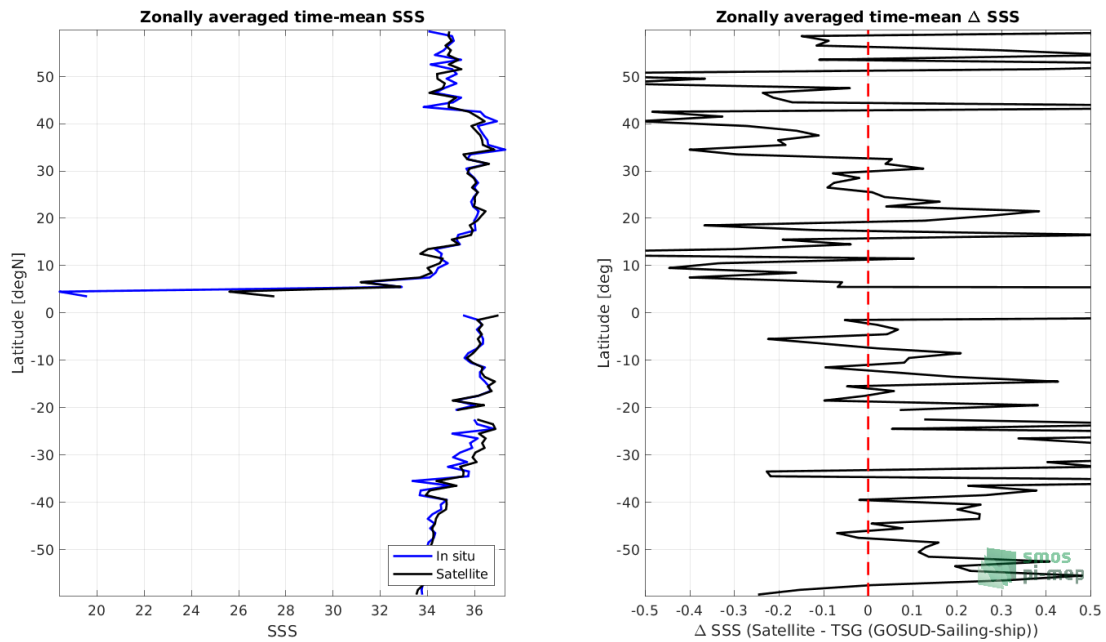 Zonally averaged time-mean SSS
50
40
30
20
10
0
-10
-20
-30
-40
-50
Latitude [degN]
20 22 24 26 28 30 32 34 36
SSS
In situ
Satellite
Zonally averaged time-mean Δ SSS
50
40
30
20
10
0
-10
-20
-30
-40
-50
Latitude [deg]
-0.5 -0.4 -0.3 -0.2 -0.1 0 0.1 0.2 0.3 0.4 0.5
Δ SSS (Satellite - TSG (GOSUD-Sailing-ship))
smos
pi-mep